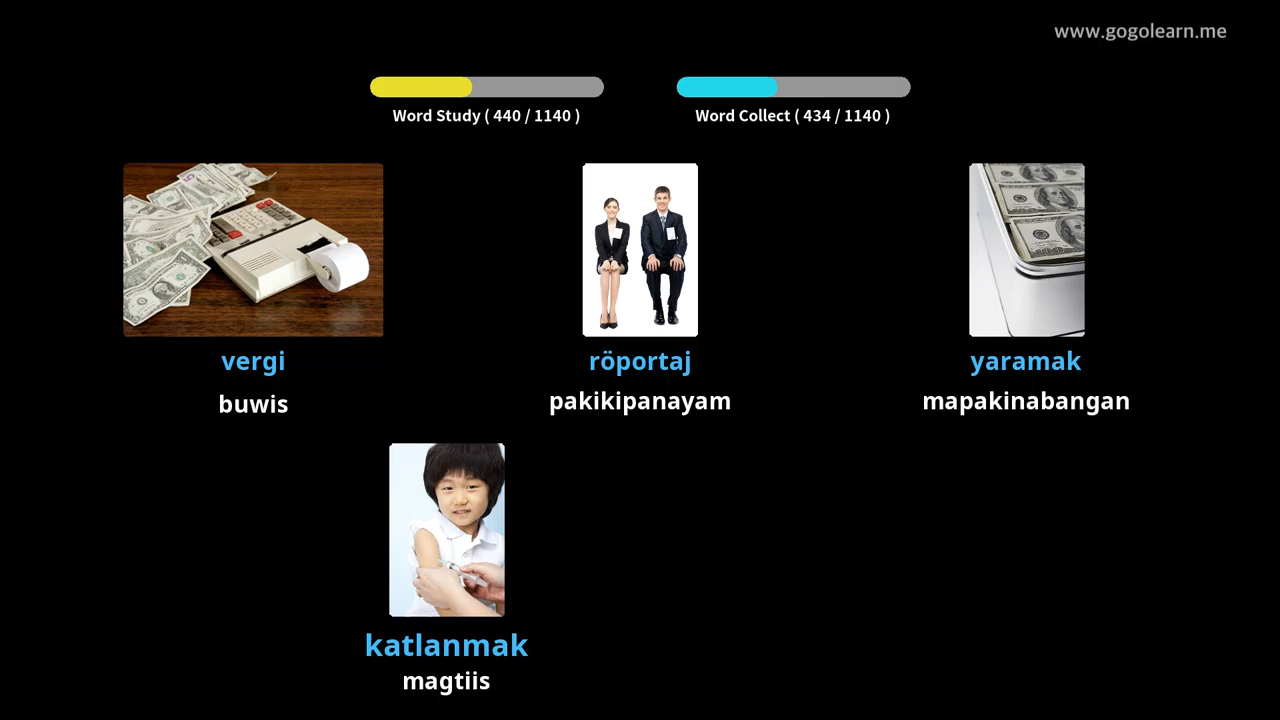 www.gogolearn.me
Word Study ( 440 / 1140 )
Word Collect ( 434 / 1140 )
vergi
buwis
röportaj
pakikipanayam
yaramak
mapakinabangan
katlanmak
magtiis